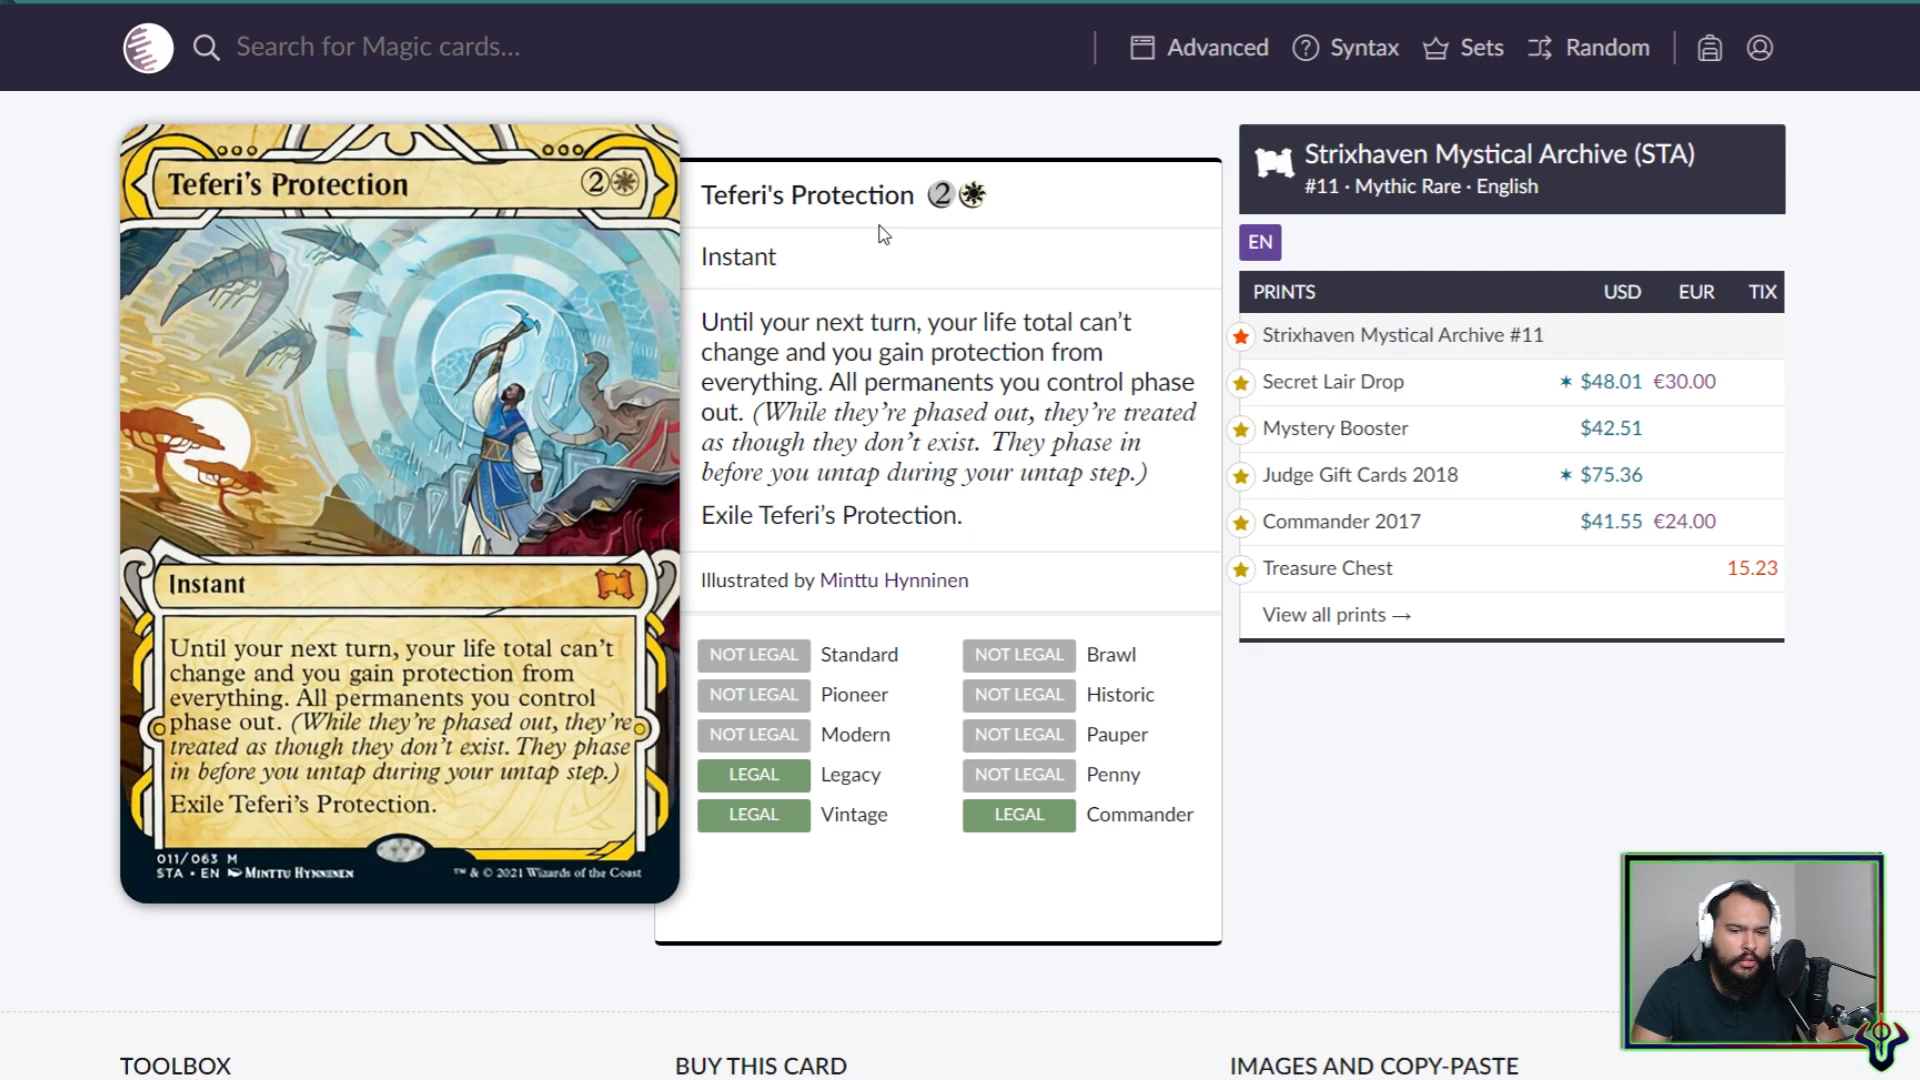 Search for Magic cards...
Advanced
Syntax
Sets
Random
Teferi's Protection 2
Instant
Until your next turn, your life total can't
change and you gain protection from
everything. All permanents you control
phase out. (While they're phased out, they're
treated as though they don't exist. They phase
in before you untap during your untap step.)
Exile Teferi's Protection.
011/063 M
STA • EN MINTTU HYNNINEN
™ & © 2021 Wizards of the Coast
Teferi's Protection 2
Instant
Until your next turn, your life total can't
change and you gain protection from
everything. All permanents you control phase
out. (While they're phased out, they're treated
as though they don't exist. They phase in
before you untap during your untap step.)
Exile Teferi's Protection.
Illustrated by Minttu Hynninen
NOT LEGAL Standard NOT LEGAL Brawl
NOT LEGAL Pioneer NOT LEGAL Historic
NOT LEGAL Modern NOT LEGAL Pauper
LEGAL Legacy NOT LEGAL Penny
LEGAL Vintage LEGAL Commander
Strixhaven Mystical Archive (STA)
#11 · Mythic Rare · English
EN
PRINTS USD EUR TIX
Strixhaven Mystical Archive #11
Secret Lair Drop $48.01 €30.00
Mystery Booster $42.51
Judge Gift Cards 2018 $75.36
Commander 2017 $41.55 €24.00
Treasure Chest 15.23
View all prints →
TOOLBOX
BUY THIS CARD
IMAGES AND COPY-PASTE